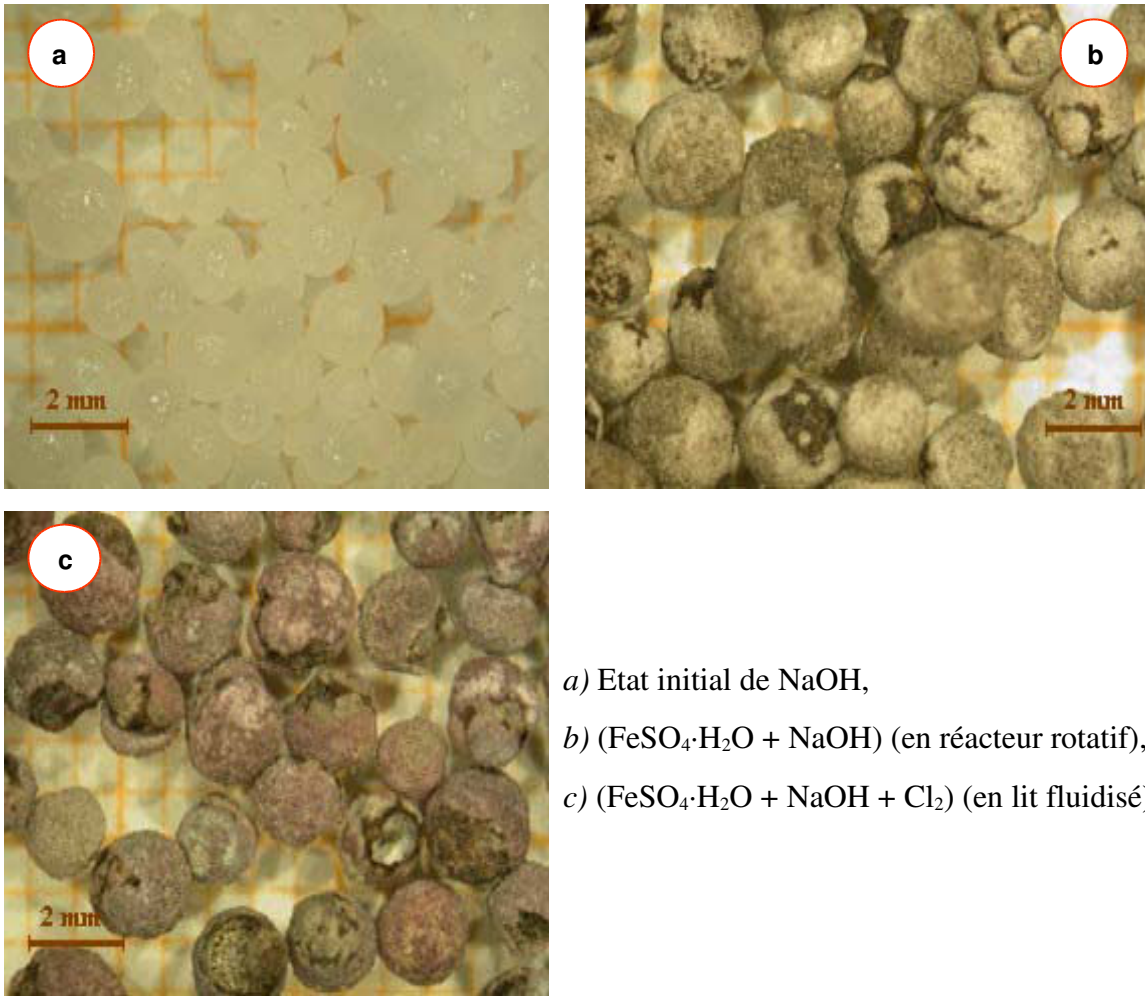 a
b
2 mm
2 mm
c
2 mm
a) Etat initial de NaOH,
b) (FeSO₄·H₂O + NaOH) (en réacteur rotatif),
c) (FeSO₄·H₂O + NaOH + Cl₂) (en lit fluidisé)